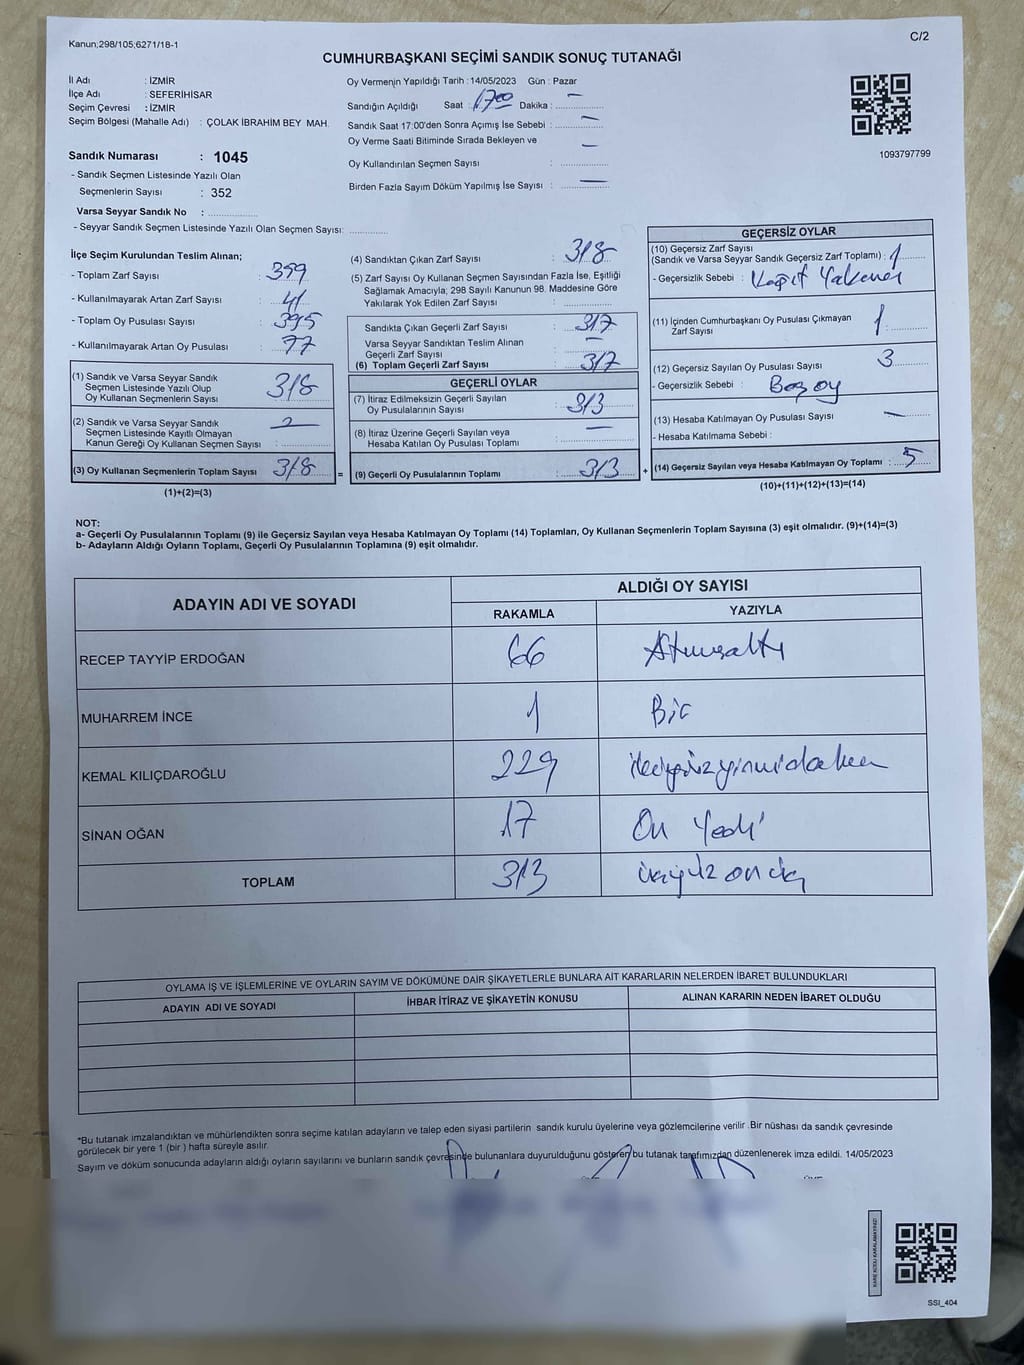 Kanun;298/105;6271/18-1
C/2
CUMHURBAŞKANI SEÇİMİ SANDIK SONUÇ TUTANAĞI
İl Adı : İZMİR
İlçe Adı : SEFERİHİSAR
Seçim Çevresi : İZMİR
Seçim Bölgesi (Mahalle Adı) : ÇOLAK İBRAHİM BEY MAH.
Sandık Numarası : 1045
- Sandık Seçmen Listesinde Yazılı Olan
Seçmenlerin Sayısı : 352
Varsa Seyyar Sandık No :
- Seyyar Sandık Seçmen Listesinde Yazılı Olan Seçmen Sayısı:
Oy Vermenin Yapıldığı Tarih : 14/05/2023 Gün : Pazar
Sandığın Açıldığı Saat : 1700 Dakika : —
Sandık Saat 17:00'den Sonra Açımış İse Sebebi : —
Oy Verme Saati Bitiminde Sırada Bekleyen ve
Oy Kullandırılan Seçmen Sayısı : —
Birden Fazla Sayım Döküm Yapılmış İse Sayısı : —
1093797799
İlçe Seçim Kurulundan Teslim Alınan;
- Toplam Zarf Sayısı : 359
- Kullanılmayarak Artan Zarf Sayısı : 41
- Toplam Oy Pusulası Sayısı : 395
- Kullanılmayarak Artan Oy Pusulası : 77
(1) Sandık ve Varsa Seyyar Sandık
Seçmen Listesinde Yazılı Olup
Oy Kullanan Seçmenlerin Sayısı : 318
(2) Sandık ve Varsa Seyyar Sandık
Seçmen Listesinde Kayıtlı Olmayan
Kanun Gereği Oy Kullanan Seçmen Sayısı :
(3) Oy Kullanan Seçmenlerin Toplam Sayısı : 318
(1)+(2)=(3)
(4) Sandıktan Çıkan Zarf Sayısı : 318
(5) Zarf Sayısı Oy Kullanan Seçmen Sayısından Fazla İse, Eşitliği
Sağlamak Amacıyla; 298 Sayılı Kanunun 98. Maddesine Göre
Yakılarak Yok Edilen Zarf Sayısı :
Sandıkta Çıkan Geçerli Zarf Sayısı : 317
Varsa Seyyar Sandıktan Teslim Alınan
Geçerli Zarf Sayısı : —
(6) Toplam Geçerli Zarf Sayısı : 317
GEÇERLİ OYLAR
(7) İtiraz Edilmeksizin Geçerli Sayılan
Oy Pusulalarının Sayısı : 313
(8) İtiraz Üzerine Geçerli Sayılan veya
Hesaba Katılan Oy Pusulası Toplamı : —
= (9) Geçerli Oy Pusulalarının Toplamı : 313 +
GEÇERSİZ OYLAR
(10) Geçersiz Zarf Sayısı
(Sandık ve Varsa Seyyar Sandık Geçersiz Zarf Toplamı) : 1
- Geçersizlik Sebebi :
(11) İçinden Cumhurbaşkanı Oy Pusulası Çıkmayan
Zarf Sayısı : 1
(12) Geçersiz Sayılan Oy Pusulası Sayısı : 3
- Geçersizlik Sebebi : Boş oy
(13) Hesaba Katılmayan Oy Pusulası Sayısı : —
- Hesaba Katılmama Sebebi :
(14) Geçersiz Sayılan veya Hesaba Katılmayan Oy Toplamı : 5
(10)+(11)+(12)+(13)=(14)
NOT:
a- Geçerli Oy Pusulalarının Toplamı (9) ile Geçersiz Sayılan veya Hesaba Katılmayan Oy Toplamı (14) Toplamları, Oy Kullanan Seçmenlerin Toplam Sayısına (3) eşit olmalıdır. (9)+(14)=(3)
b- Adayların Aldığı Oyların Toplamı, Geçerli Oy Pusulalarının Toplamına (9) eşit olmalıdır.
ADAYIN ADI VE SOYADI ALDIĞI OY SAYISI
RAKAMLA YAZIYLA
RECEP TAYYİP ERDOĞAN 66 Atmışaltı
MUHARREM İNCE 1 Bir
KEMAL KILIÇDAROĞLU 229 ikiyüzyirmidokuz
SİNAN OĞAN 17 On Yedi
TOPLAM 313 üçyüz onüç
OYLAMA İŞ VE İŞLEMLERİNE VE OYLARIN SAYIM VE DÖKÜMÜNE DAİR ŞİKAYETLERLE BUNLARA AİT KARARLARIN NELERDEN İBARET BULUNDUKLARI
ADAYIN ADI VE SOYADI İHBAR İTİRAZ VE ŞİKAYETİN KONUSU ALINAN KARARIN NEDEN İBARET OLDUĞU
*Bu tutanak imzalandıktan ve mühürlendikten sonra seçime katılan adayların ve talep eden siyasi partilerin sandık kurulu üyelerine veya gözlemcilerine verilir .Bir nüshası da sandık çevresinde
görülecek bir yere 1 (bir ) hafta süreyle asılır.
Sayım ve döküm sonucunda adayların aldığı oyların sayılarını ve bunların sandık çevresinde bulunanlara duyurulduğunu gösteren bu tutanak tarafımızdan düzenlenerek imza edildi. 14/05/2023
KARE KODU KARALAMAYINIZ!
SSI_404